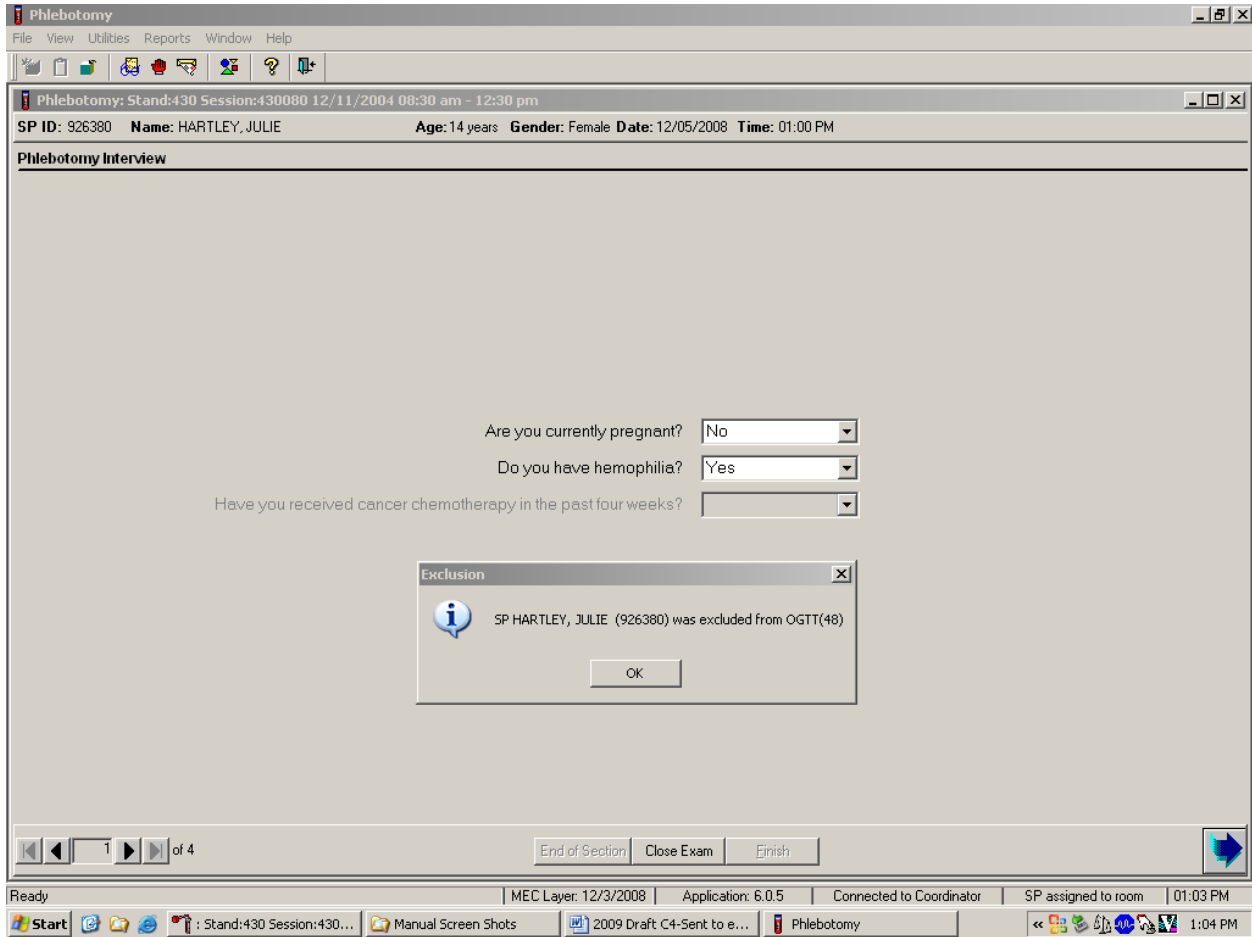 Phlebotomy
File View Utilities Reports Window Help
Phlebotomy: Stand:430 Session:430080 12/11/2004 08:30 am - 12:30 pm
SP ID: 926380 Name: HARTLEY, JULIE Age: 14 years Gender: Female Date: 12/05/2008 Time: 01:00 PM
Phlebotomy Interview
Are you currently pregnant? No
Do you have hemophilia? Yes
Have you received cancer chemotherapy in the past four weeks?
Exclusion
SP HARTLEY, JULIE (926380) was excluded from OGTT(48)
OK
1 of 4 End of Section Close Exam Finish
Ready MEC Layer: 12/3/2008 Application: 6.0.5 Connected to Coordinator SP assigned to room 01:03 PM
Start : Stand:430 Session:430... Manual Screen Shots 2009 Draft C4-Sent to e... Phlebotomy « 1:04 PM